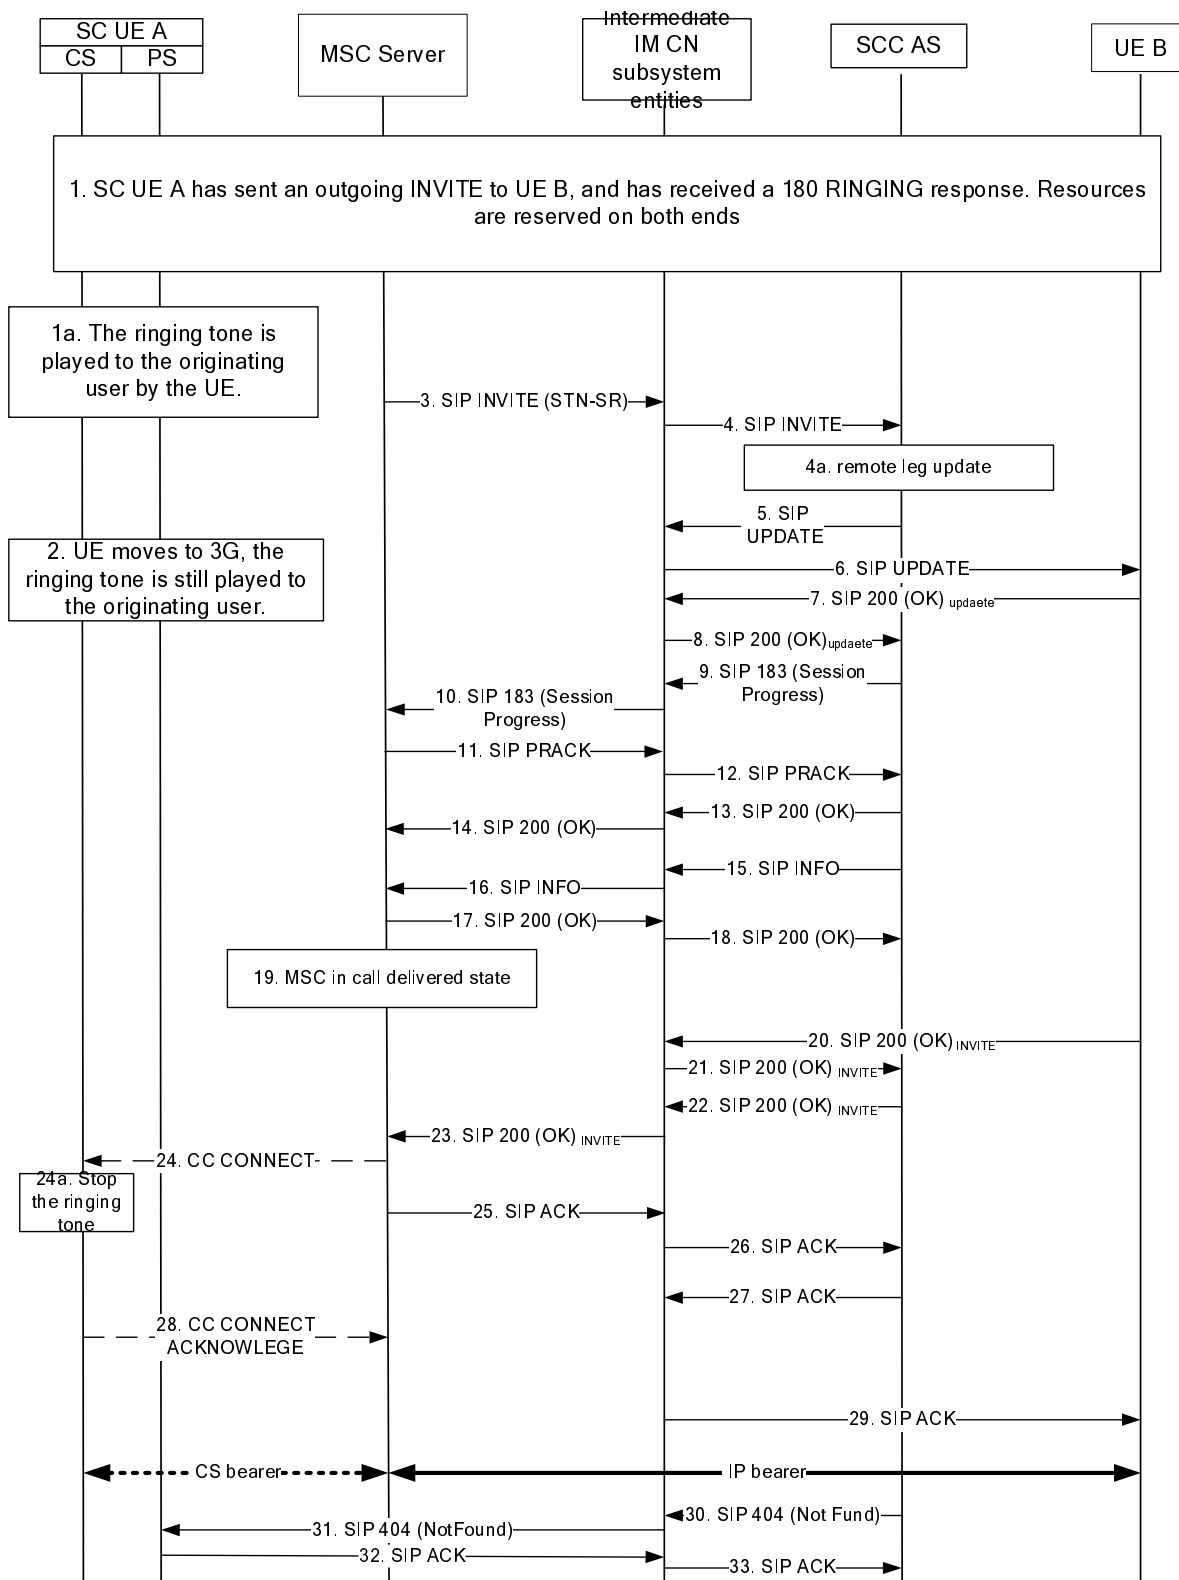 SC UE A
CS
PS
MSC Server
Intermediate
IM CN
subsystem
entities
SCC AS
UE B
1. SC UE A has sent an outgoing INVITE to UE B, and has received a 180 RINGING response. Resources
are reserved on both ends
1a. The ringing tone is
played to the originating
user by the UE.
3. SIP INVITE (STN-SR)
4. SIP INVITE
4a. remote leg update
5. SIP
UPDATE
2. UE moves to 3G, the
ringing tone is still played to
the originating user.
6. SIP UPDATE
7. SIP 200 (OK) updaete
8. SIP 200 (OK)updaete
9. SIP 183 (Session
Progress)
10. SIP 183 (Session
Progress)
11. SIP PRACK
12. SIP PRACK
13. SIP 200 (OK)
14. SIP 200 (OK)
15. SIP INFO
16. SIP INFO
17. SIP 200 (OK)
18. SIP 200 (OK)
19. MSC in call delivered state
20. SIP 200 (OK) INVITE
21. SIP 200 (OK) INVITE
22. SIP 200 (OK) INVITE
23. SIP 200 (OK) INVITE
24. CC CONNECT
24a. Stop
the ringing
tone
25. SIP ACK
26. SIP ACK
27. SIP ACK
28. CC CONNECT
ACKNOWLEGE
29. SIP ACK
CS bearer
IP bearer
30. SIP 404 (Not Fund)
31. SIP 404 (NotFound)
32. SIP ACK
33. SIP ACK